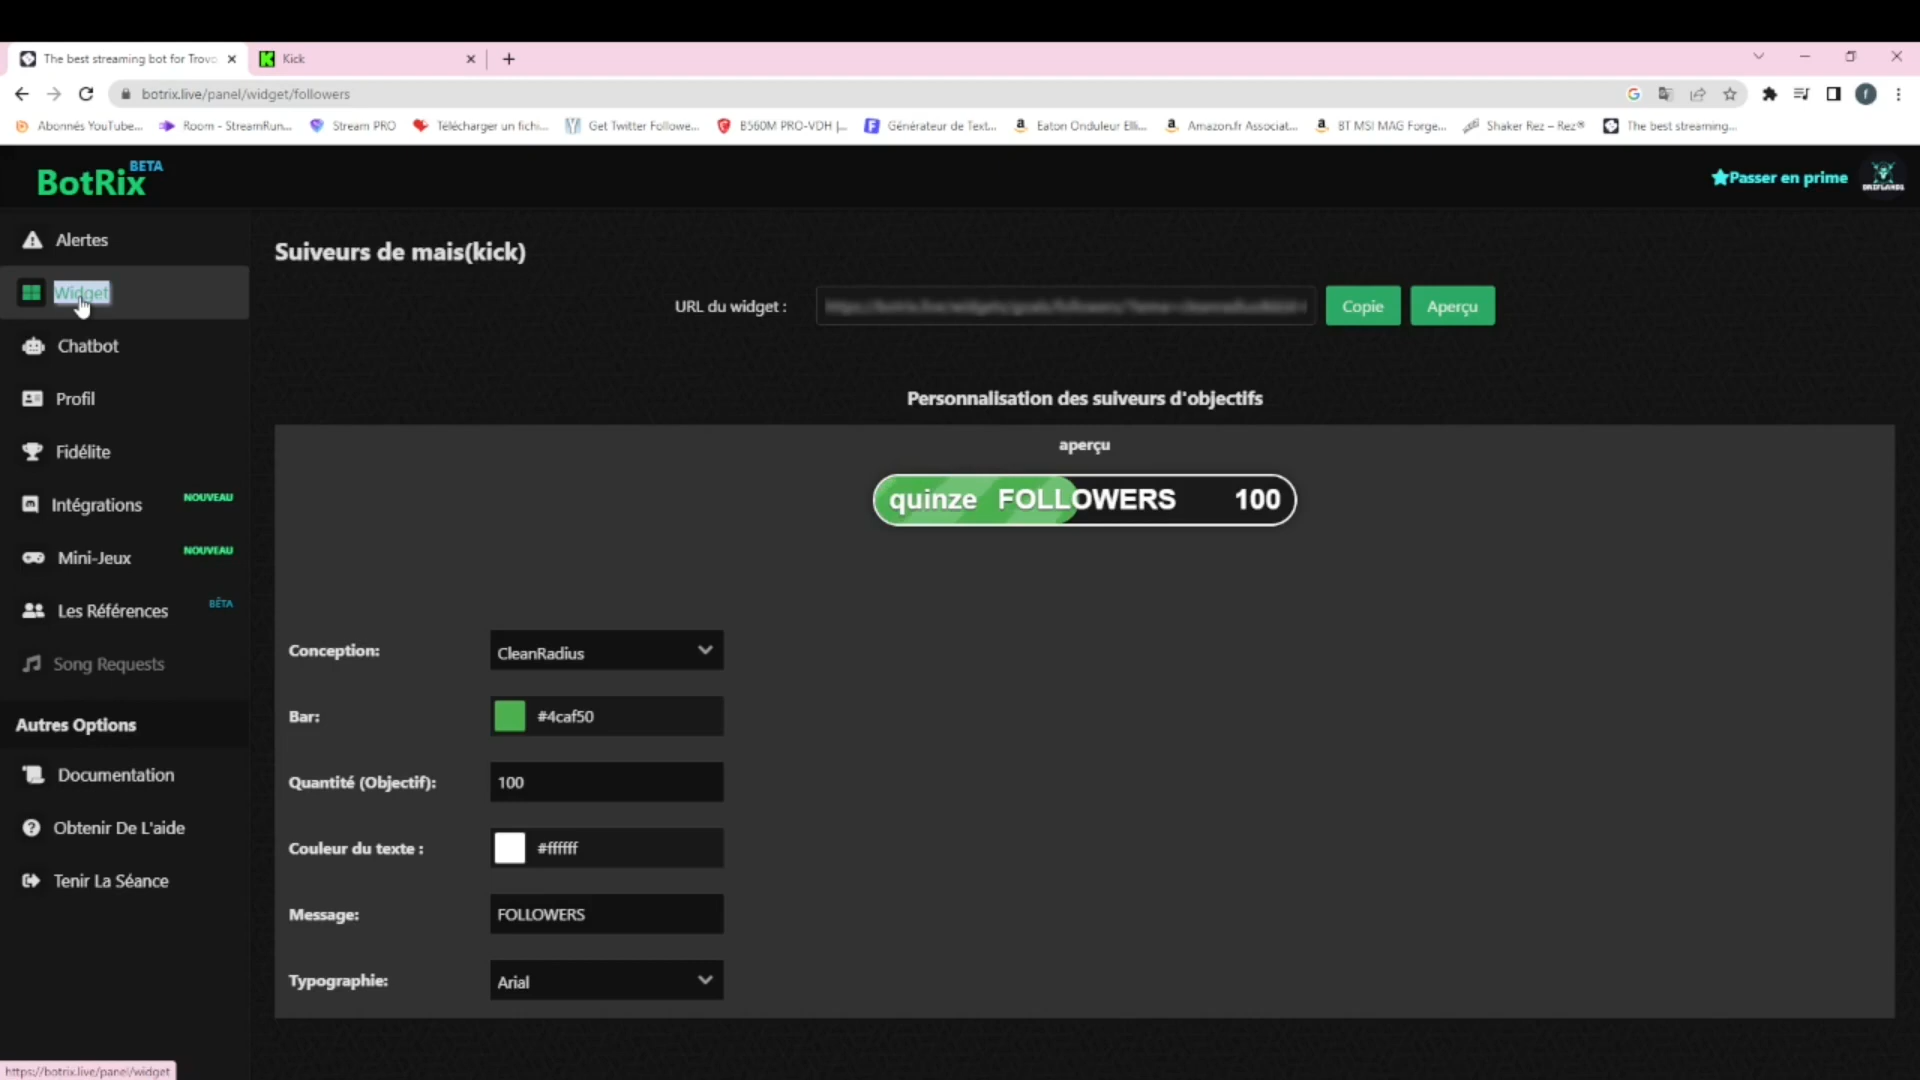 The best streaming bot for Trovo
Kick
botrix.live/panel/widget/followers
Abonnés YouTube...
Room - StreamRun...
Stream PRO
Télécharger un fichi...
Get Twitter Followe...
B560M PRO-VDH |...
Générateur de Text...
Eaton Onduleur Elli...
Amazon.fr Associat...
BT MSI MAG Forge...
Shaker Rez – Rez®
The best streaming...
BotRix BETA
Passer en prime
Alertes
Widget
Chatbot
Profil
Fidélite
Intégrations NOUVEAU
Mini-Jeux NOUVEAU
Les Références BÊTA
Song Requests
Autres Options
Documentation
Obtenir De L'aide
Tenir La Séance
Suiveurs de mais(kick)
URL du widget :
Copie
Aperçu
Personnalisation des suiveurs d'objectifs
aperçu
quinze FOLLOWERS 100
Conception: CleanRadius
Bar: #4caf50
Quantité (Objectif): 100
Couleur du texte : #ffffff
Message: FOLLOWERS
Typographie: Arial
https://botrix.live/panel/widget